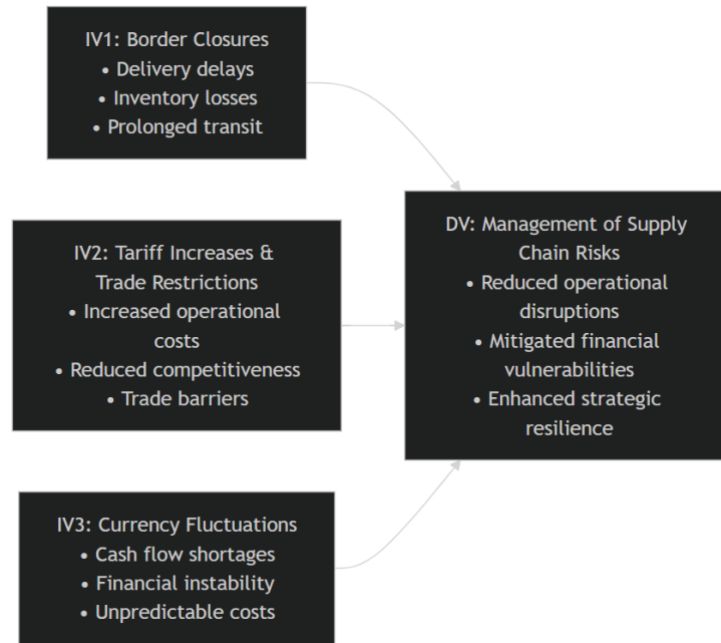 IV1: Border Closures
• Delivery delays
• Inventory losses
• Prolonged transit
IV2: Tariff Increases &
Trade Restrictions
• Increased operational
costs
• Reduced competitiveness
• Trade barriers
IV3: Currency Fluctuations
• Cash flow shortages
• Financial instability
• Unpredictable costs
DV: Management of Supply
Chain Risks
• Reduced operational
disruptions
• Mitigated financial
vulnerabilities
• Enhanced strategic
resilience